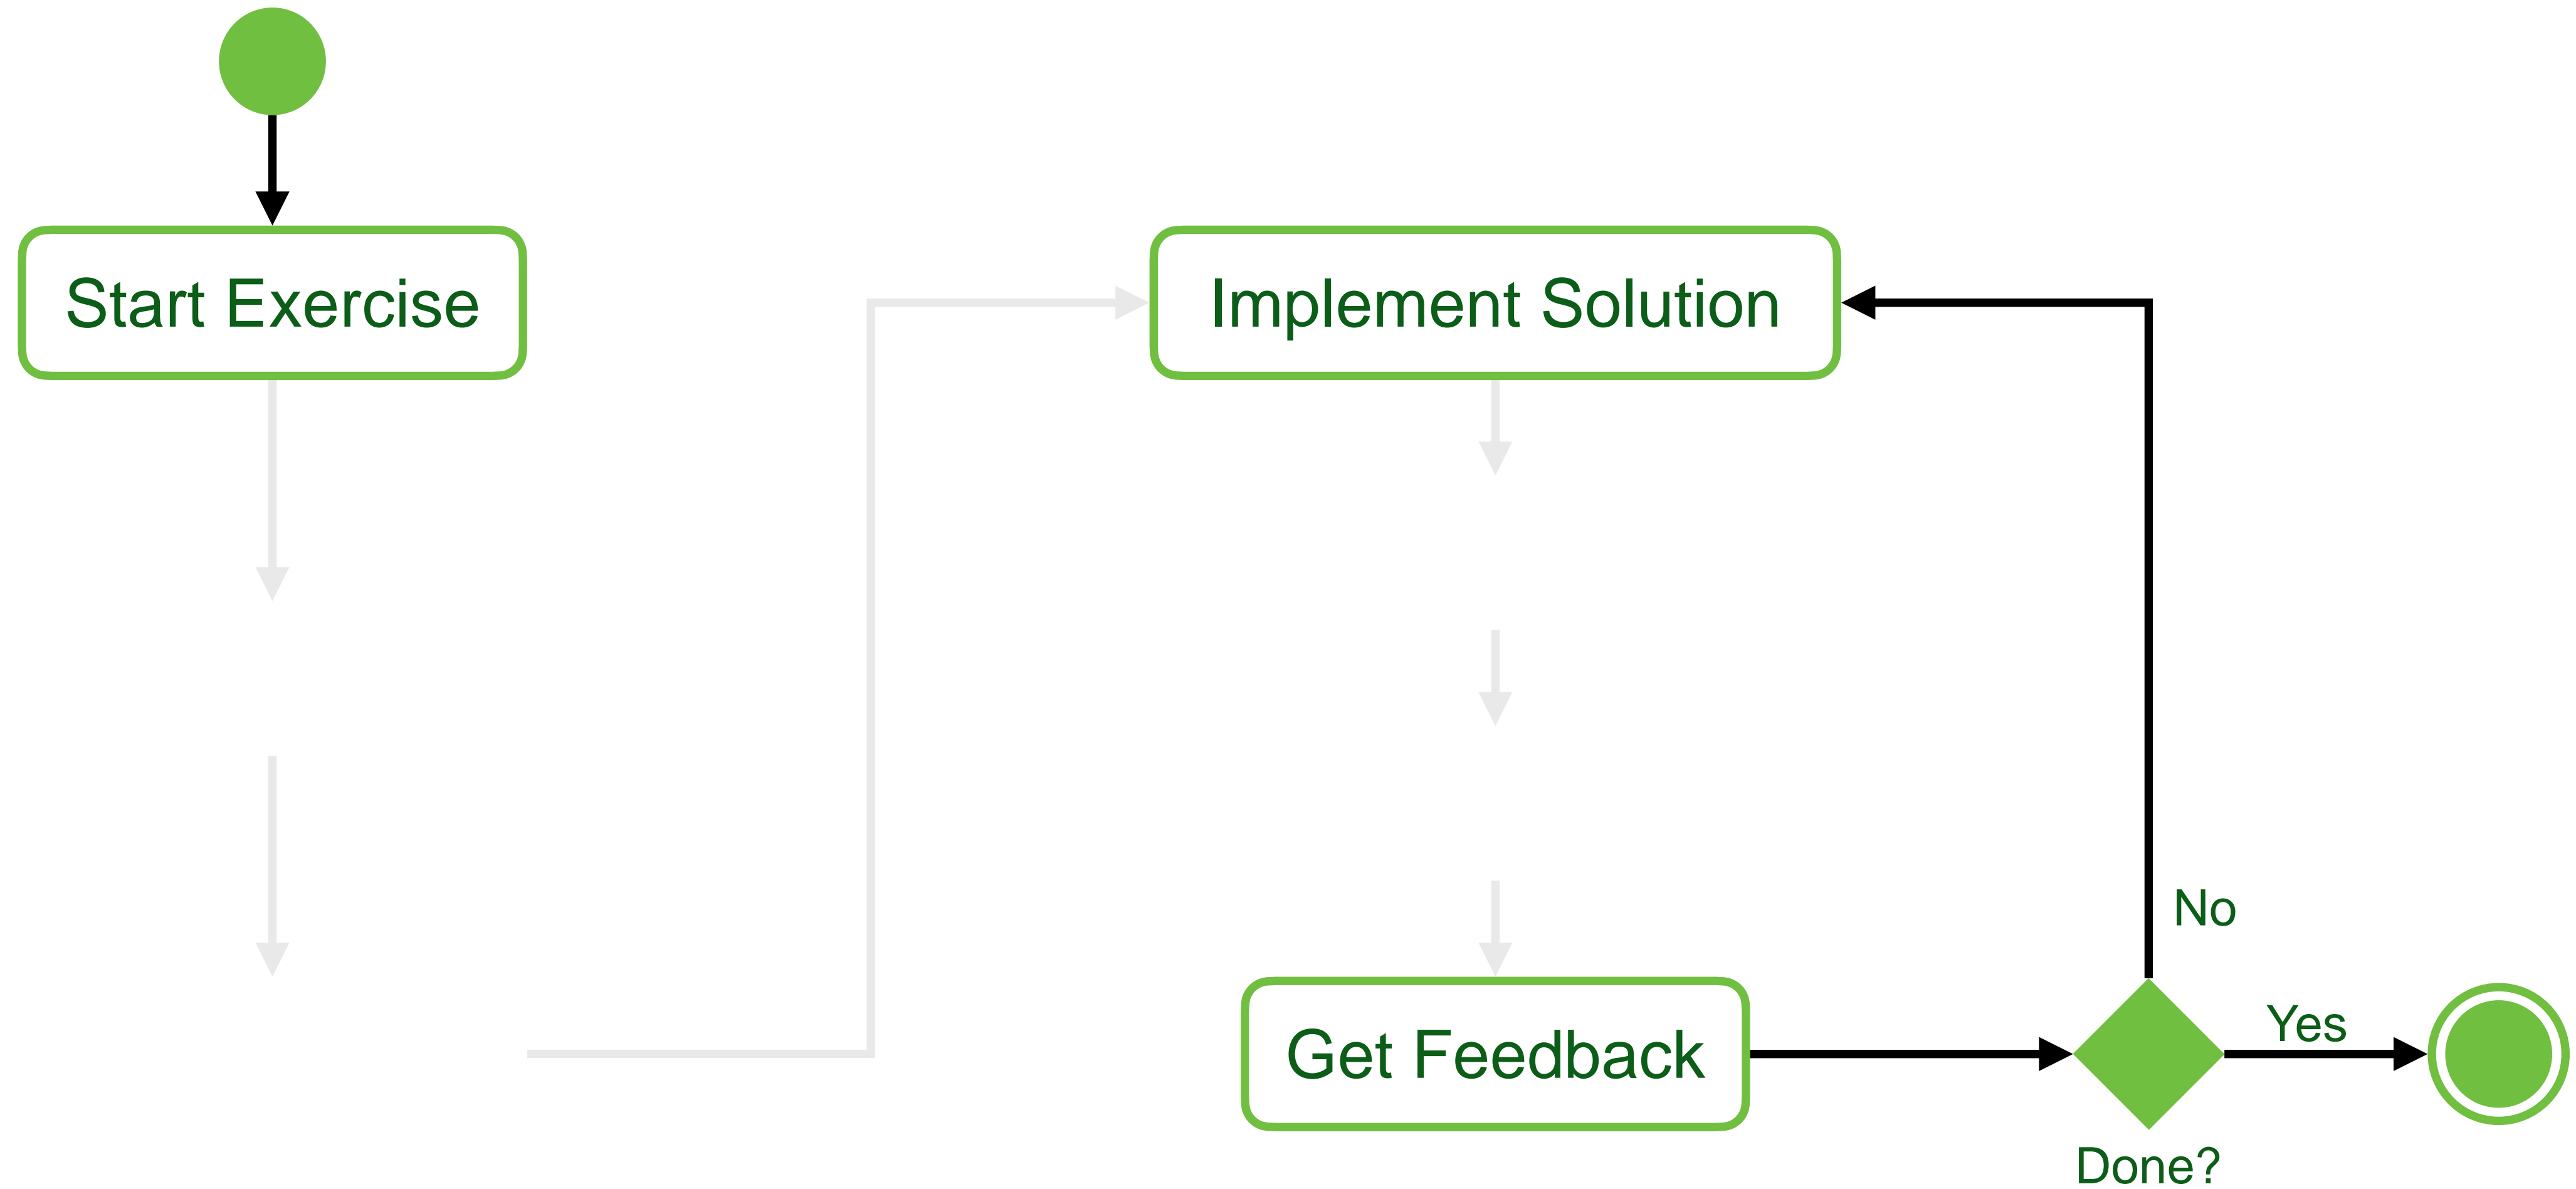 Start Exercise
Implement Solution
Get Feedback
No
Yes
Done?